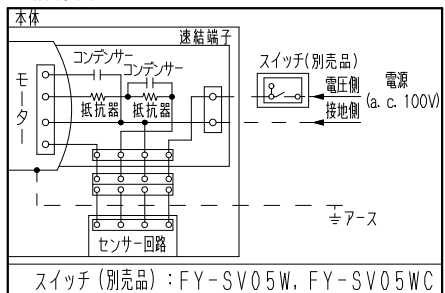 本体
速結端子
コンデンサー
コンデンサー
スイッチ(別売品)
モーター
抵抗器
抵抗器
電圧側
接地側
電源
(a. c. 100V)
アース
センサー回路
スイッチ(別売品):FY-SV05W, FY-SV05WC